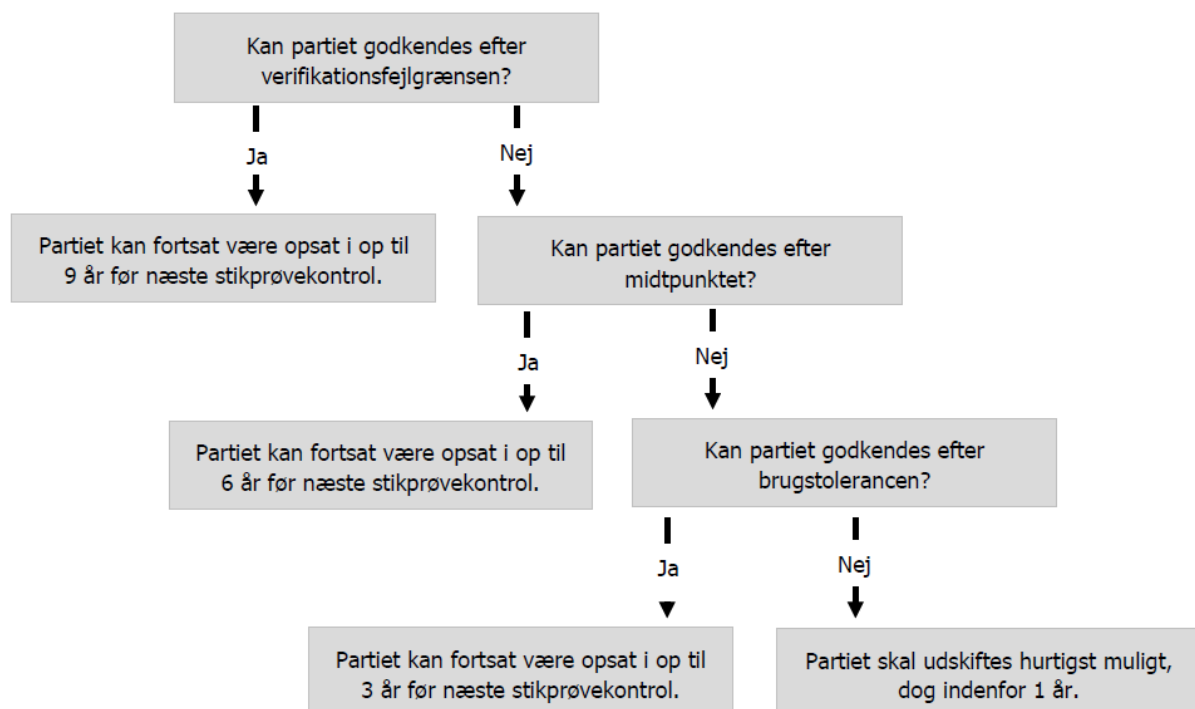 Kan partiet godkendes efter
verifikationsfejlgrænsen?
Ja
Nej
Partiet kan fortsat være opsat i op til
9 år før næste stikprøvekontrol.
Kan partiet godkendes efter
midtpunktet?
Ja
Nej
Partiet kan fortsat være opsat i op til
6 år før næste stikprøvekontrol.
Kan partiet godkendes efter
brugstolerancen?
Ja
Nej
Partiet kan fortsat være opsat i op til
3 år før næste stikprøvekontrol.
Partiet skal udskiftes hurtigst muligt,
dog indenfor 1 år.